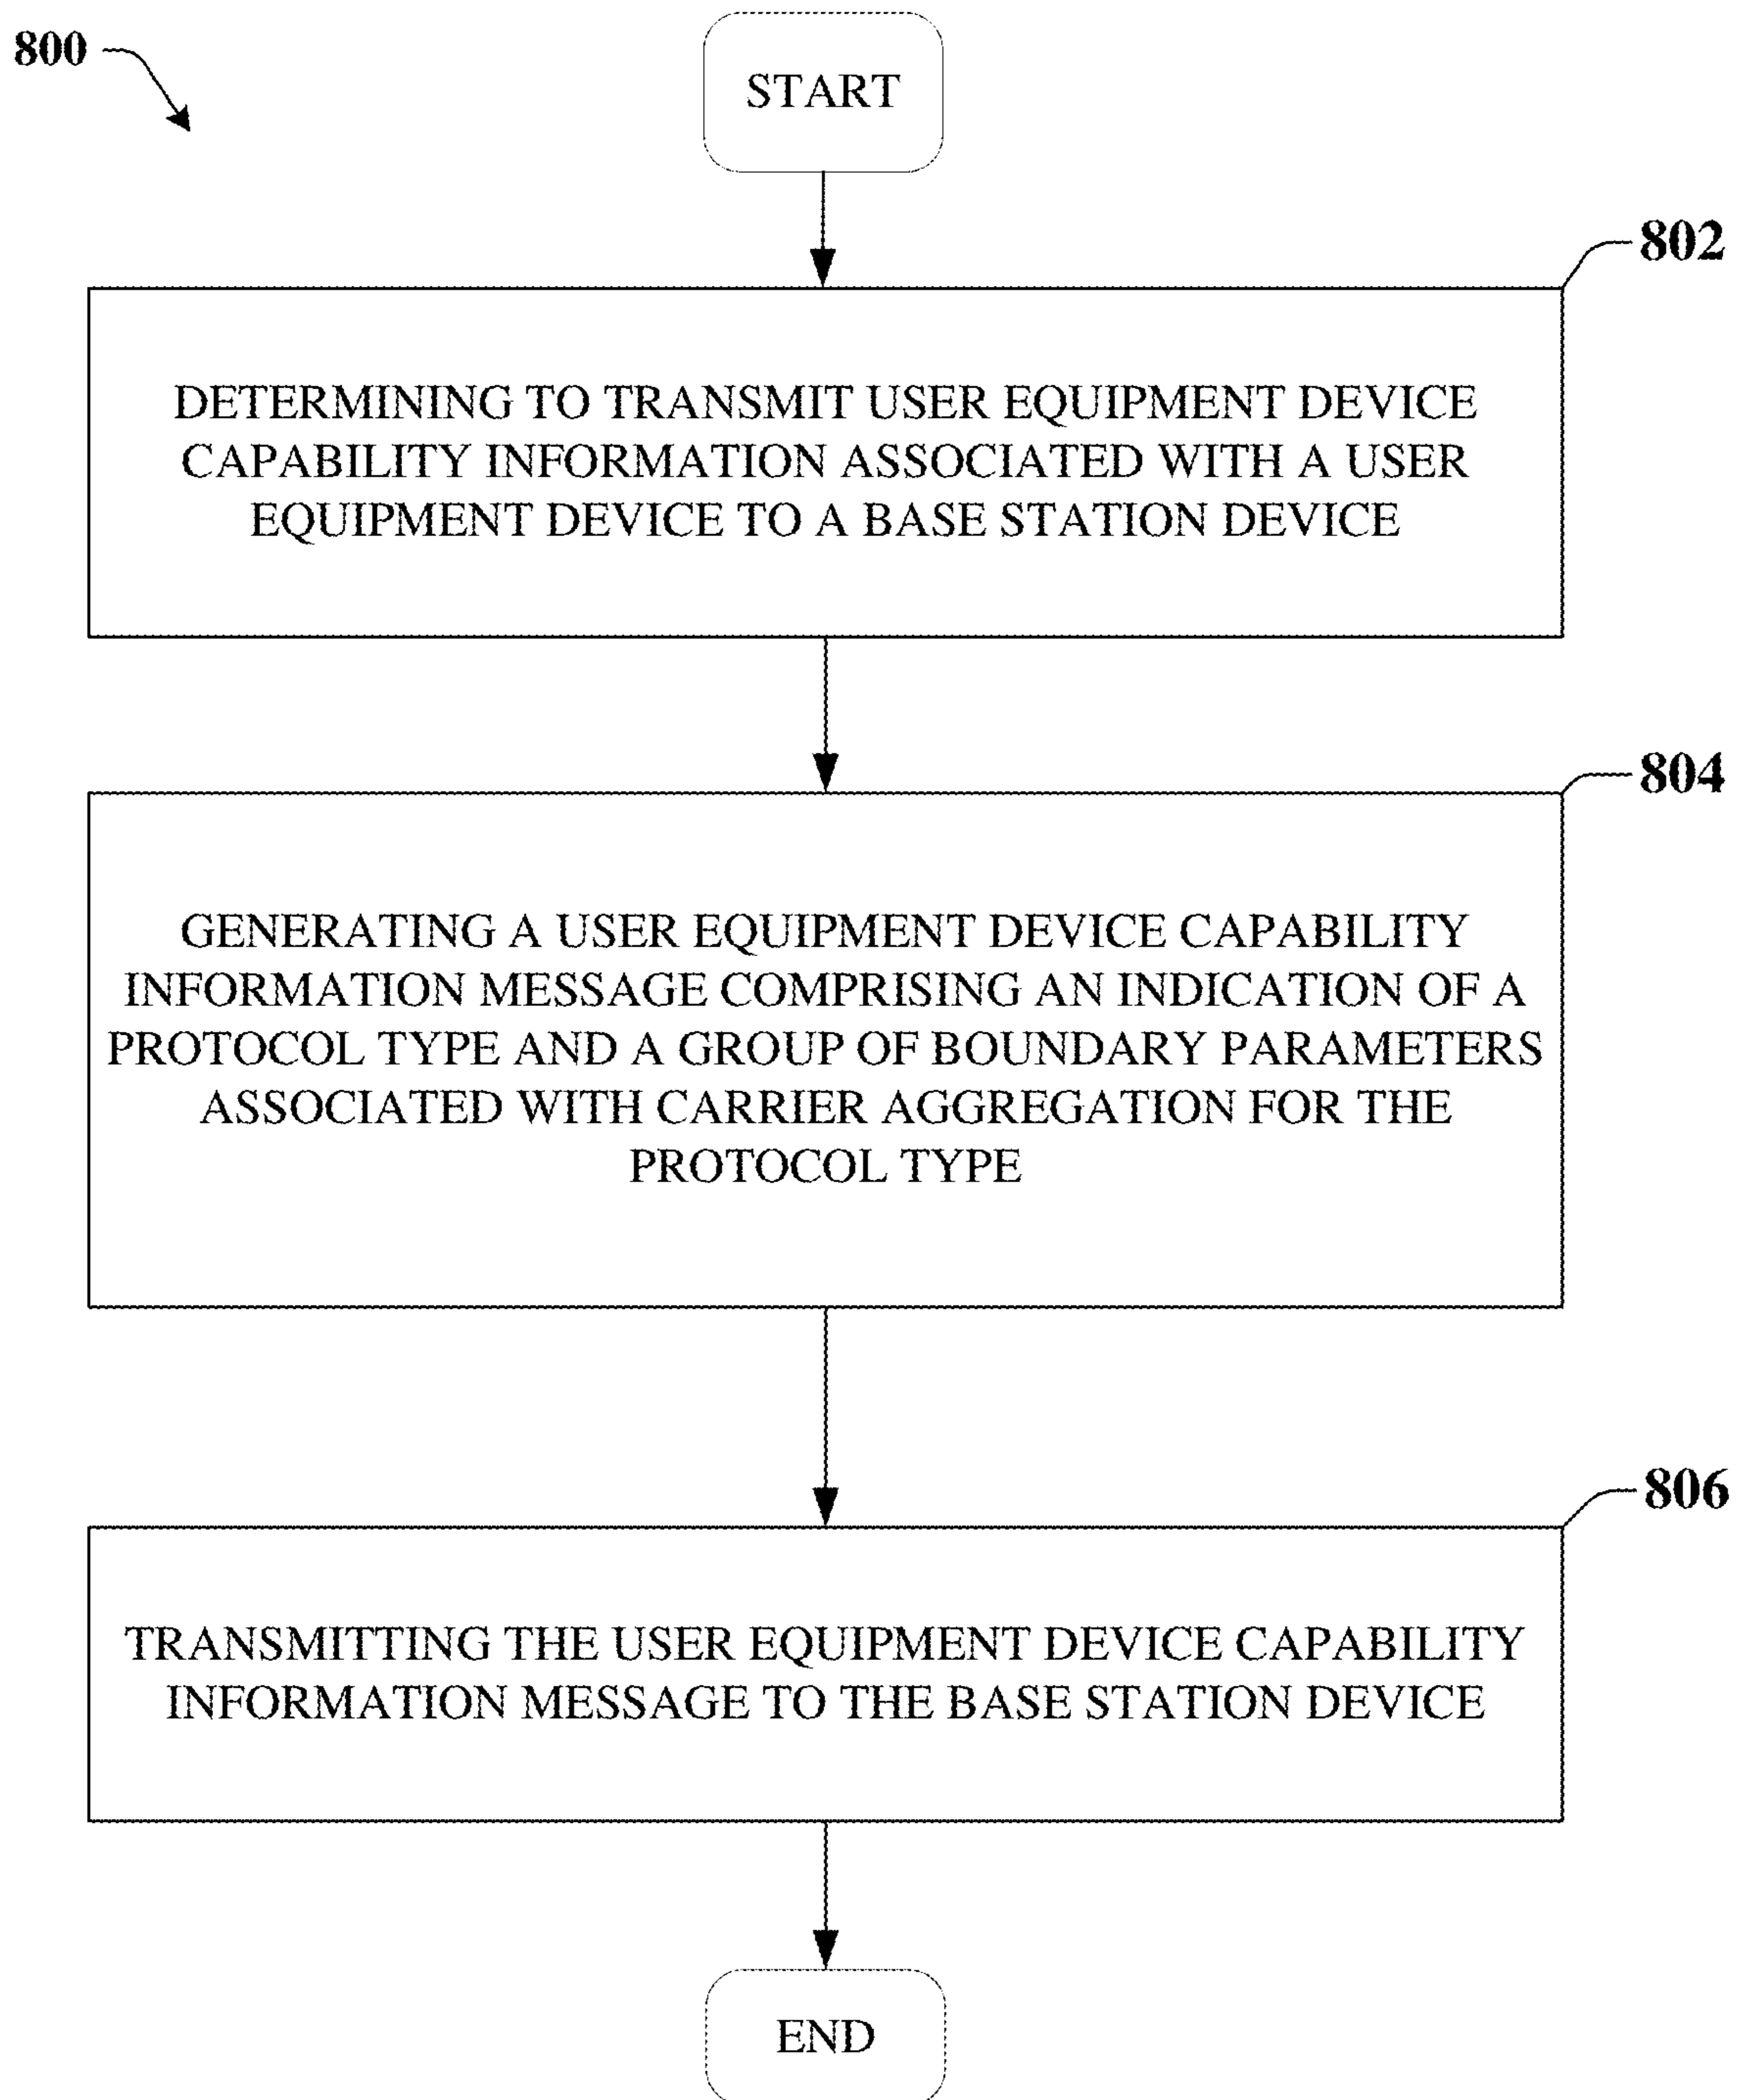 800
START
802
DETERMINING TO TRANSMIT USER EQUIPMENT DEVICE
CAPABILITY INFORMATION ASSOCIATED WITH A USER
EQUIPMENT DEVICE TO A BASE STATION DEVICE
804
GENERATING A USER EQUIPMENT DEVICE CAPABILITY
INFORMATION MESSAGE COMPRISING AN INDICATION OF A
PROTOCOL TYPE AND A GROUP OF BOUNDARY PARAMETERS
ASSOCIATED WITH CARRIER AGGREGATION FOR THE
PROTOCOL TYPE
806
TRANSMITTING THE USER EQUIPMENT DEVICE CAPABILITY
INFORMATION MESSAGE TO THE BASE STATION DEVICE
END